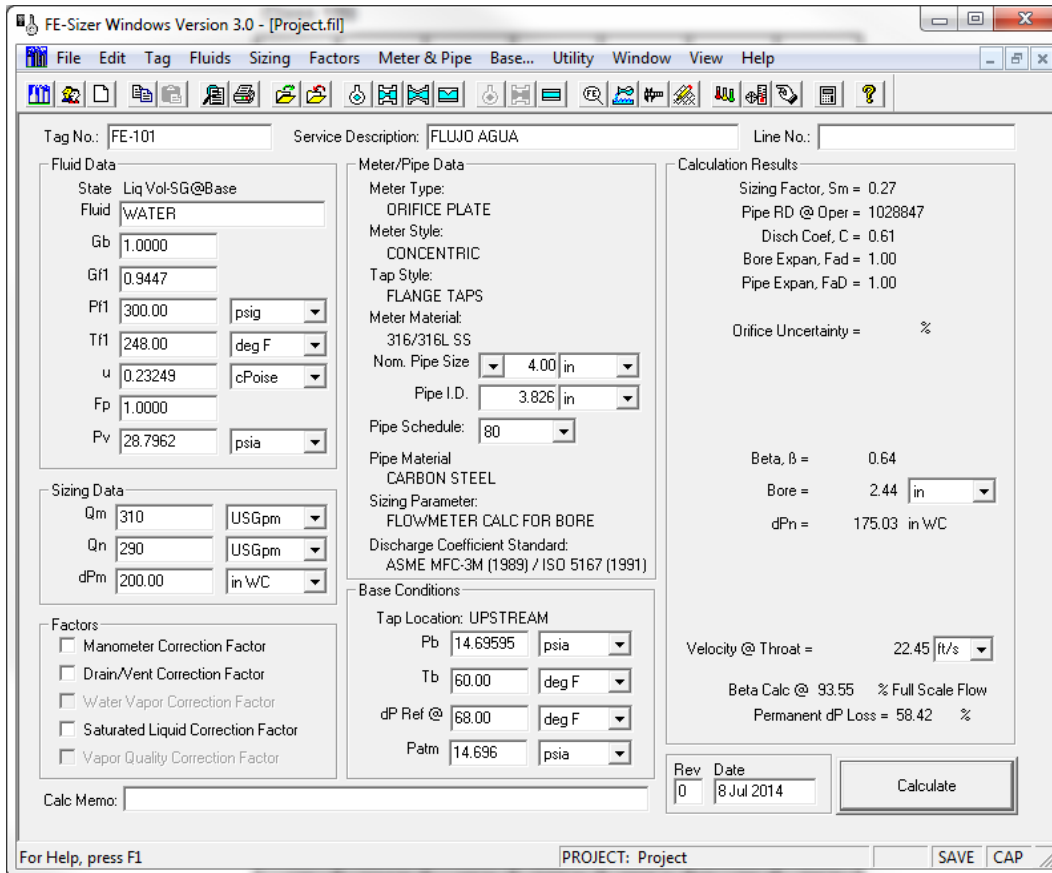 FE-Sizer Windows Version 3.0 - [Project.fil]
File Edit Tag Fluids Sizing Factors Meter & Pipe Base... Utility Window View Help
Tag No.: FE-101 Service Description: FLUJO AGUA Line No.:
Fluid Data
State Liq Vol-SG@Base
Fluid WATER
Gb 1.0000
Gf1 0.9447
Pf1 300.00 psig
Tf1 248.00 deg F
u 0.23249 cPoise
Fp 1.0000
Pv 28.7962 psia
Sizing Data
Qm 310 USGpm
Qn 290 USGpm
dPm 200.00 in WC
Factors
Manometer Correction Factor
Drain/Vent Correction Factor
Water Vapor Correction Factor
Saturated Liquid Correction Factor
Vapor Quality Correction Factor
Meter/Pipe Data
Meter Type:
ORIFICE PLATE
Meter Style:
CONCENTRIC
Tap Style:
FLANGE TAPS
Meter Material:
316/316L SS
Nom. Pipe Size 4.00 in
Pipe I.D. 3.826 in
Pipe Schedule: 80
Pipe Material
CARBON STEEL
Sizing Parameter:
FLOWMETER CALC FOR BORE
Discharge Coefficient Standard:
ASME MFC-3M (1989) / ISO 5167 (1991)
Base Conditions
Tap Location: UPSTREAM
Pb 14.69595 psia
Tb 60.00 deg F
dP Ref @ 68.00 deg F
Patm 14.696 psia
Calculation Results
Sizing Factor, Sm = 0.27
Pipe RD @ Oper = 1028847
Disch Coef, C = 0.61
Bore Expan, Fad = 1.00
Pipe Expan, FaD = 1.00
Orifice Uncertainty = %
Beta, ß = 0.64
Bore = 2.44 in
dPn = 175.03 in WC
Velocity @ Throat = 22.45 ft/s
Beta Calc @ 93.55 % Full Scale Flow
Permanent dP Loss = 58.42 %
Rev Date
0 8 Jul 2014
Calculate
Calc Memo:
For Help, press F1 PROJECT: Project SAVE CAP